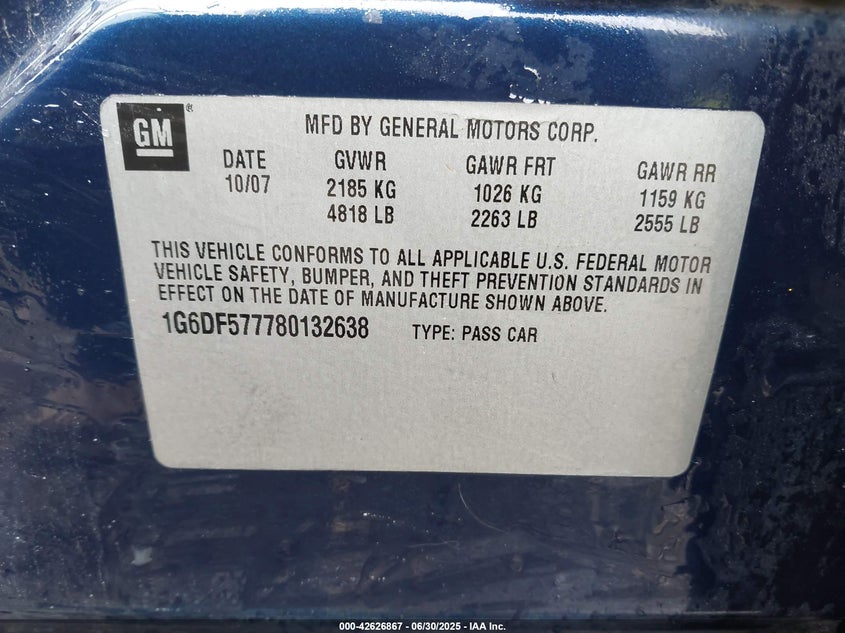 GM®
MFD BY GENERAL MOTORS CORP.
DATE GVWR GAWR FRT GAWR RR
10/07 2185 KG 1026 KG 1159 KG
4818 LB 2263 LB 2555 LB
THIS VEHICLE CONFORMS TO ALL APPLICABLE U.S. FEDERAL MOTOR
VEHICLE SAFETY, BUMPER, AND THEFT PREVENTION STANDARDS IN
EFFECT ON THE DATE OF MANUFACTURE SHOWN ABOVE.
1G6DF577780132638 TYPE: PASS CAR
000-42626867 - 06/30/2025 - IAA Inc.